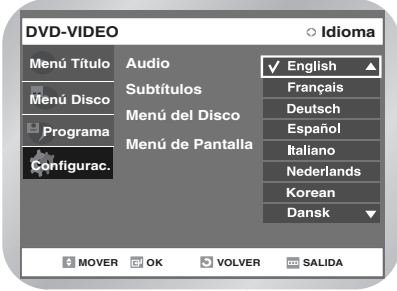 DVD-VIDEO Idioma
Menú Título
Menú Disco
Programa
Configurac.
Audio
Subtítulos
Menú del Disco
Menú de Pantalla
English
Français
Deutsch
Español
Italiano
Nederlands
Korean
Dansk
MOVER OK VOLVER SALIDA